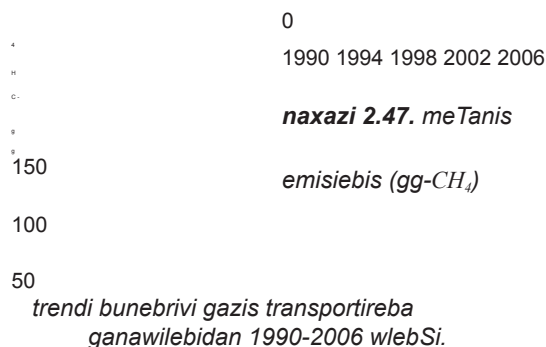 0
1990 1994 1998 2002 2006
4
H
C -
g
g
naxazi 2.47. meTanis
150
emisiebis (gg-CH₄)
100
50
trendi bunebrivi gazis transportireba
ganawilebidan 1990-2006 wlebSi.